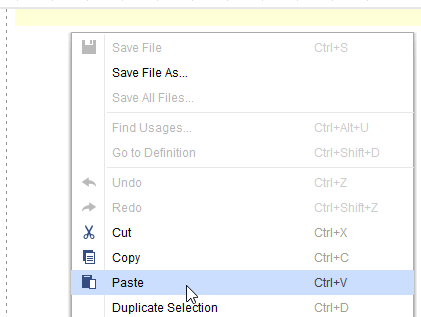 Save File Ctrl+S
Save File As...
Save All Files...
Find Usages... Ctrl+Alt+U
Go to Definition Ctrl+Shift+D
Undo Ctrl+Z
Redo Ctrl+Shift+Z
Cut Ctrl+X
Copy Ctrl+C
Paste Ctrl+V
Duplicate Selection Ctrl+D